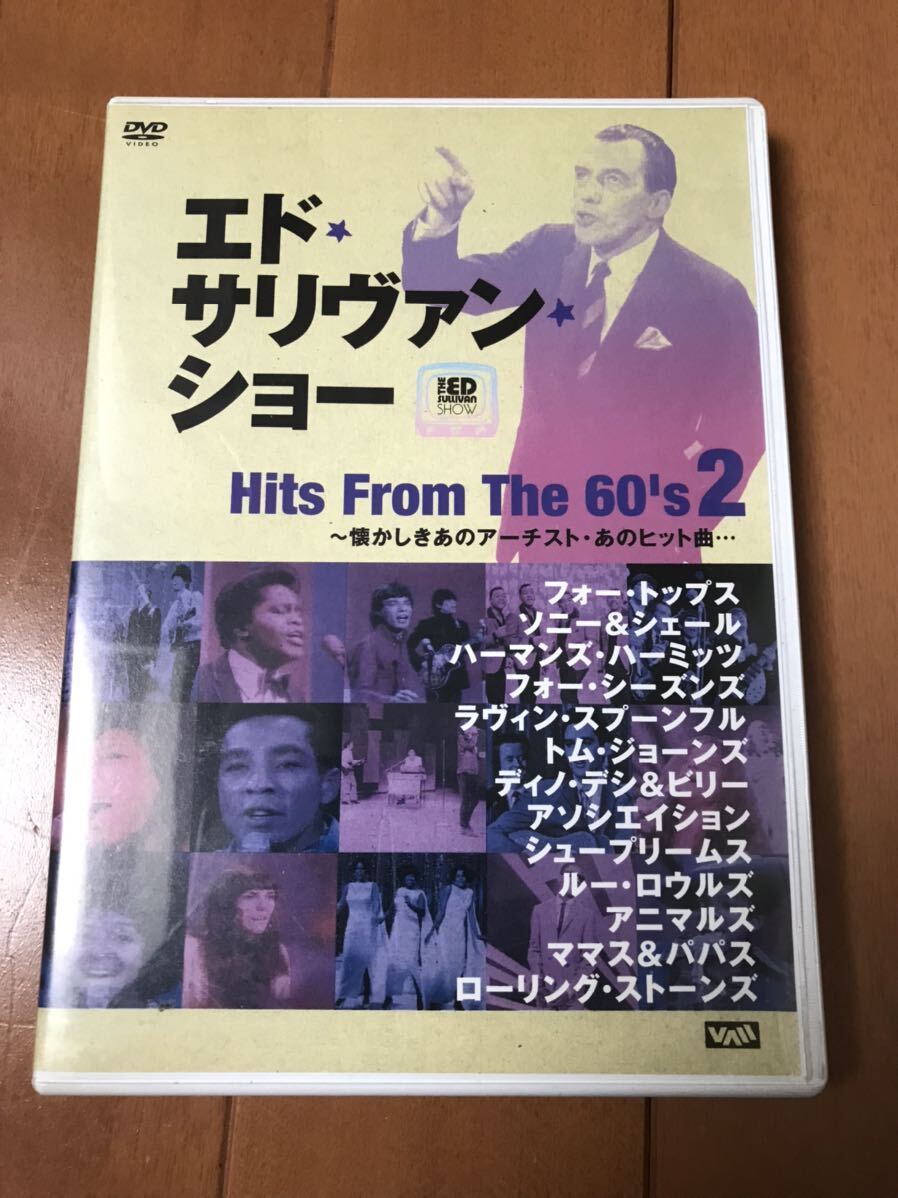 DVD
VIDEO
エド・
サリヴァン・
ショー
THE ED
SULLIVAN
SHOW
Hits From The 60's 2
～懐かしきあのアーチスト・あのヒット曲…
フォー・トップス
ソニー&シェール
ハーマンズ・ハーミッツ
フォー・シーズンズ
ラヴィン・スプーンフル
トム・ジョーンズ
ディノ・デシ&ビリー
アソシエイション
シュープリームス
ルー・ロウルズ
アニマルズ
ママス&パパス
ローリング・ストーンズ